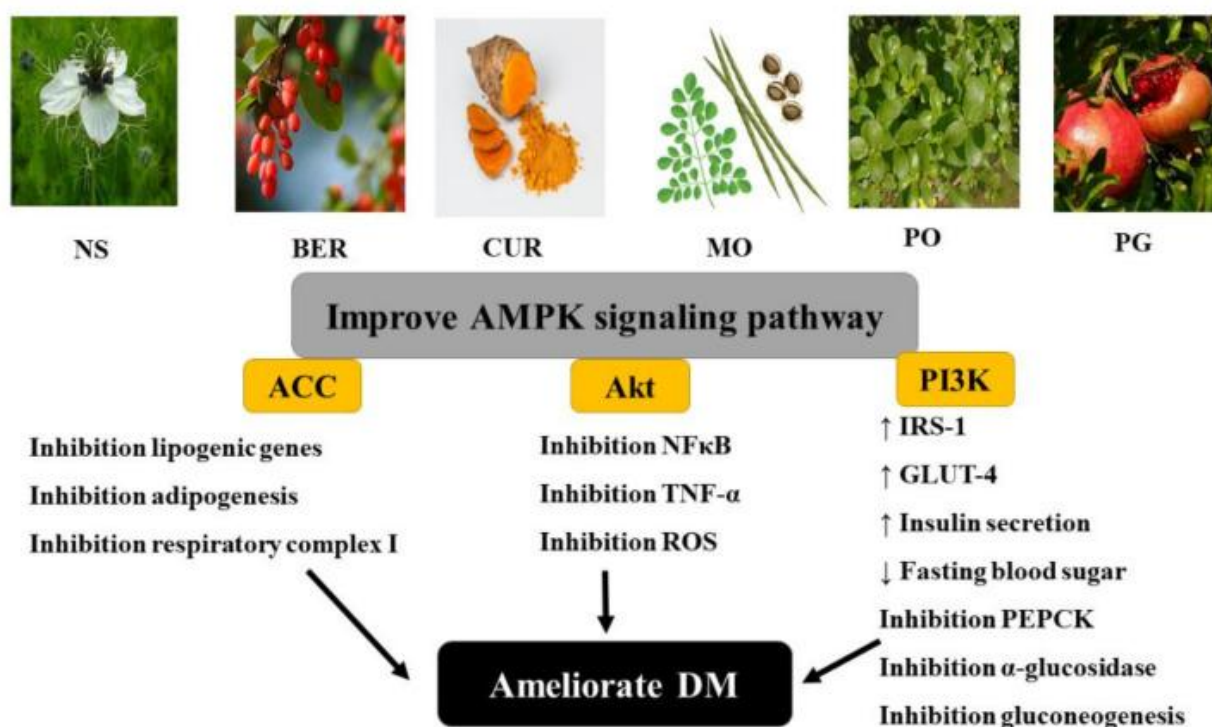 NS
BER
CUR
MO
PO
PG
Improve AMPK signaling pathway
ACC
Inhibition lipogenic genes
Inhibition adipogenesis
Inhibition respiratory complex I
Akt
Inhibition NFκB
Inhibition TNF-α
Inhibition ROS
PI3K
↑ IRS-1
↑ GLUT-4
↑ Insulin secretion
↓ Fasting blood sugar
Inhibition PEPCK
Inhibition α-glucosidase
Inhibition gluconeogenesis
Ameliorate DM